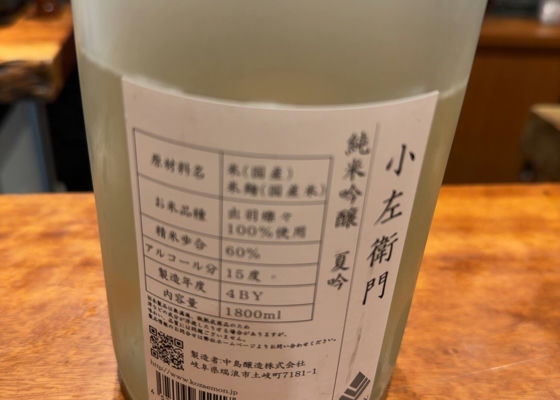 小左衛門
純米吟醸 夏吟
原材料名 米(国産)
米麹(国産米)
お米品種 出羽燦々
100%使用
精米歩合 60%
アルコール分 15度
製造年度 4BY
内容量 1800ml
製造者:中島醸造株式会社
岐阜県瑞浪市土岐町7181-1
http://www.kozaemon.jp